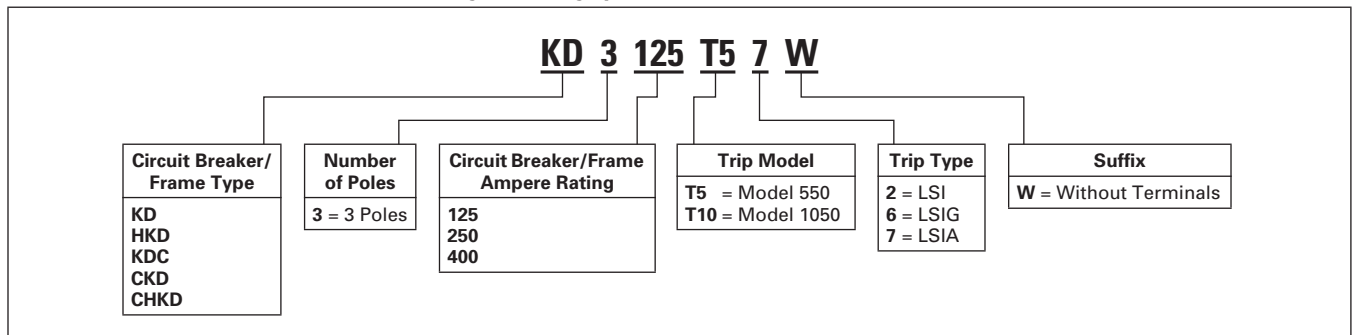 KD 3 125 T5 7 W
Circuit Breaker/
Frame Type
KD
HKD
KDC
CKD
CHKD
Number
of Poles
3 = 3 Poles
Circuit Breaker/Frame
Ampere Rating
125
250
400
Trip Model
T5 = Model 550
T10 = Model 1050
Trip Type
2 = LSI
6 = LSIG
7 = LSIA
Suffix
W = Without Terminals